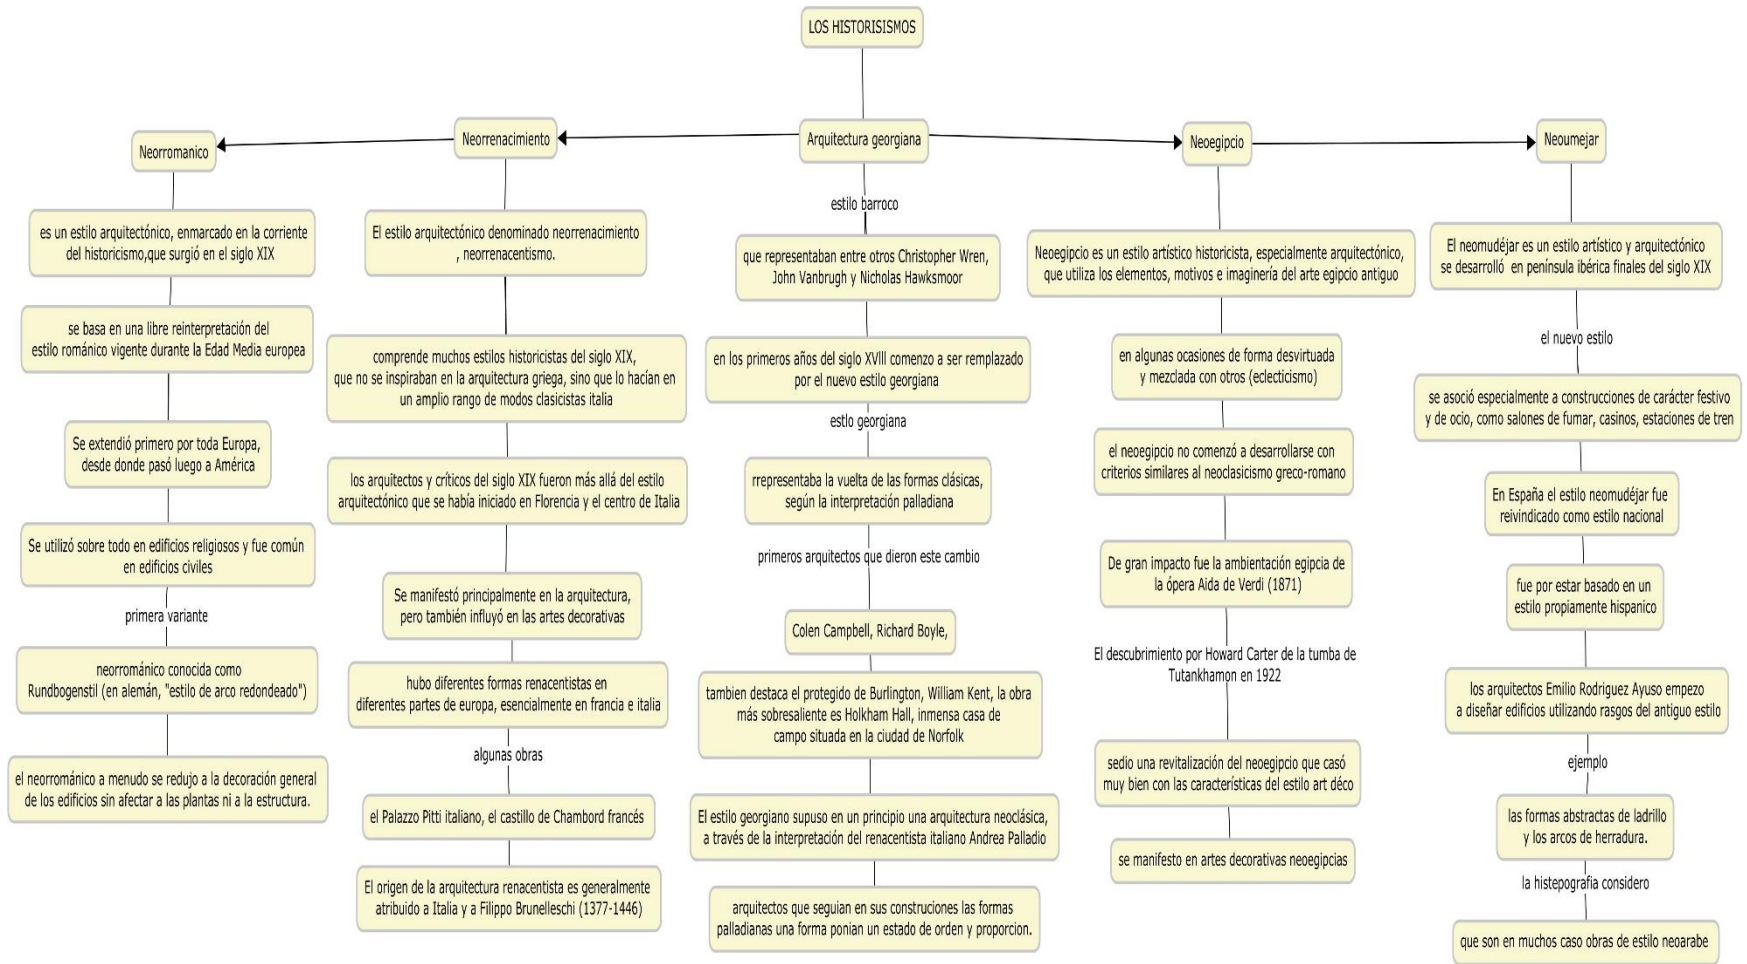 LOS HISTORISISMOS
Neorromanico
es un estilo arquitectónico, enmarcado en la corriente
del historicismo,que surgió en el siglo XIX
se basa en una libre reinterpretación del
estilo románico vigente durante la Edad Media europea
Se extendió primero por toda Europa,
desde donde pasó luego a América
Se utilizó sobre todo en edificios religiosos y fue común
en edificios civiles
primera variante
neorrománico conocida como
Rundbogenstil (en alemán, "estilo de arco redondeado")
el neorrománico a menudo se redujo a la decoración general
de los edificios sin afectar a las plantas ni a la estructura.
Neorrenacimiento
El estilo arquitectónico denominado neorrenacimiento
, neorrenacentismo.
comprende muchos estilos historicistas del siglo XIX,
que no se inspiraban en la arquitectura griega, sino que lo hacían en
un amplio rango de modos clasicistas italia
los arquitectos y críticos del siglo XIX fueron más allá del estilo
arquitectónico que se había iniciado en Florencia y el centro de Italia
Se manifestó principalmente en la arquitectura,
pero también influyó en las artes decorativas
hubo diferentes formas renacentistas en
diferentes partes de europa, esencialmente en francia e italia
algunas obras
el Palazzo Pitti italiano, el castillo de Chambord francés
El origen de la arquitectura renacentista es generalmente
atribuido a Italia y a Filippo Brunelleschi (1377-1446)
Arquitectura georgiana
estilo barroco
que representaban entre otros Christopher Wren,
John Vanbrugh y Nicholas Hawksmoor
en los primeros años del siglo XVlll comenzo a ser remplazado
por el nuevo estilo georgiana
estlo georgiana
rrepresentaba la vuelta de las formas clásicas,
según la interpretación palladiana
primeros arquitectos que dieron este cambio
Colen Campbell, Richard Boyle,
tambien destaca el protegido de Burlington, William Kent, la obra
más sobresaliente es Holkham Hall, inmensa casa de
campo situada en la ciudad de Norfolk
El estilo georgiano supuso en un principio una arquitectura neoclásica,
a través de la interpretación del renacentista italiano Andrea Palladio
arquitectos que seguian en sus construciones las formas
palladianas una forma ponian un estado de orden y proporcion.
Neoegipcio
Neoegipcio es un estilo artístico historicista, especialmente arquitectónico,
que utiliza los elementos, motivos e imaginería del arte egipcio antiguo
en algunas ocasiones de forma desvirtuada
y mezclada con otros (eclecticismo)
el neoegipcio no comenzó a desarrollarse con
criterios similares al neoclasicismo greco-romano
De gran impacto fue la ambientación egipcia de
la ópera Aida de Verdi (1871)
El descubrimiento por Howard Carter de la tumba de
Tutankhamon en 1922
sedio una revitalización del neoegipcio que casó
muy bien con las características del estilo art déco
se manifesto en artes decorativas neoegipcias
Neoumejar
El neomudéjar es un estilo artístico y arquitectónico
se desarrolló en península ibérica finales del siglo XIX
el nuevo estilo
se asoció especialmente a construcciones de carácter festivo
y de ocio, como salones de fumar, casinos, estaciones de tren
En España el estilo neomudéjar fue
reivindicado como estilo nacional
fue por estar basado en un
estilo propiamente hispanico
los arquitectos Emilio Rodriguez Ayuso empezo
a diseñar edificios utilizando rasgos del antiguo estilo
ejemplo
las formas abstractas de ladrillo
y los arcos de herradura.
la histepografia considero
que son en muchos caso obras de estilo neoarabe